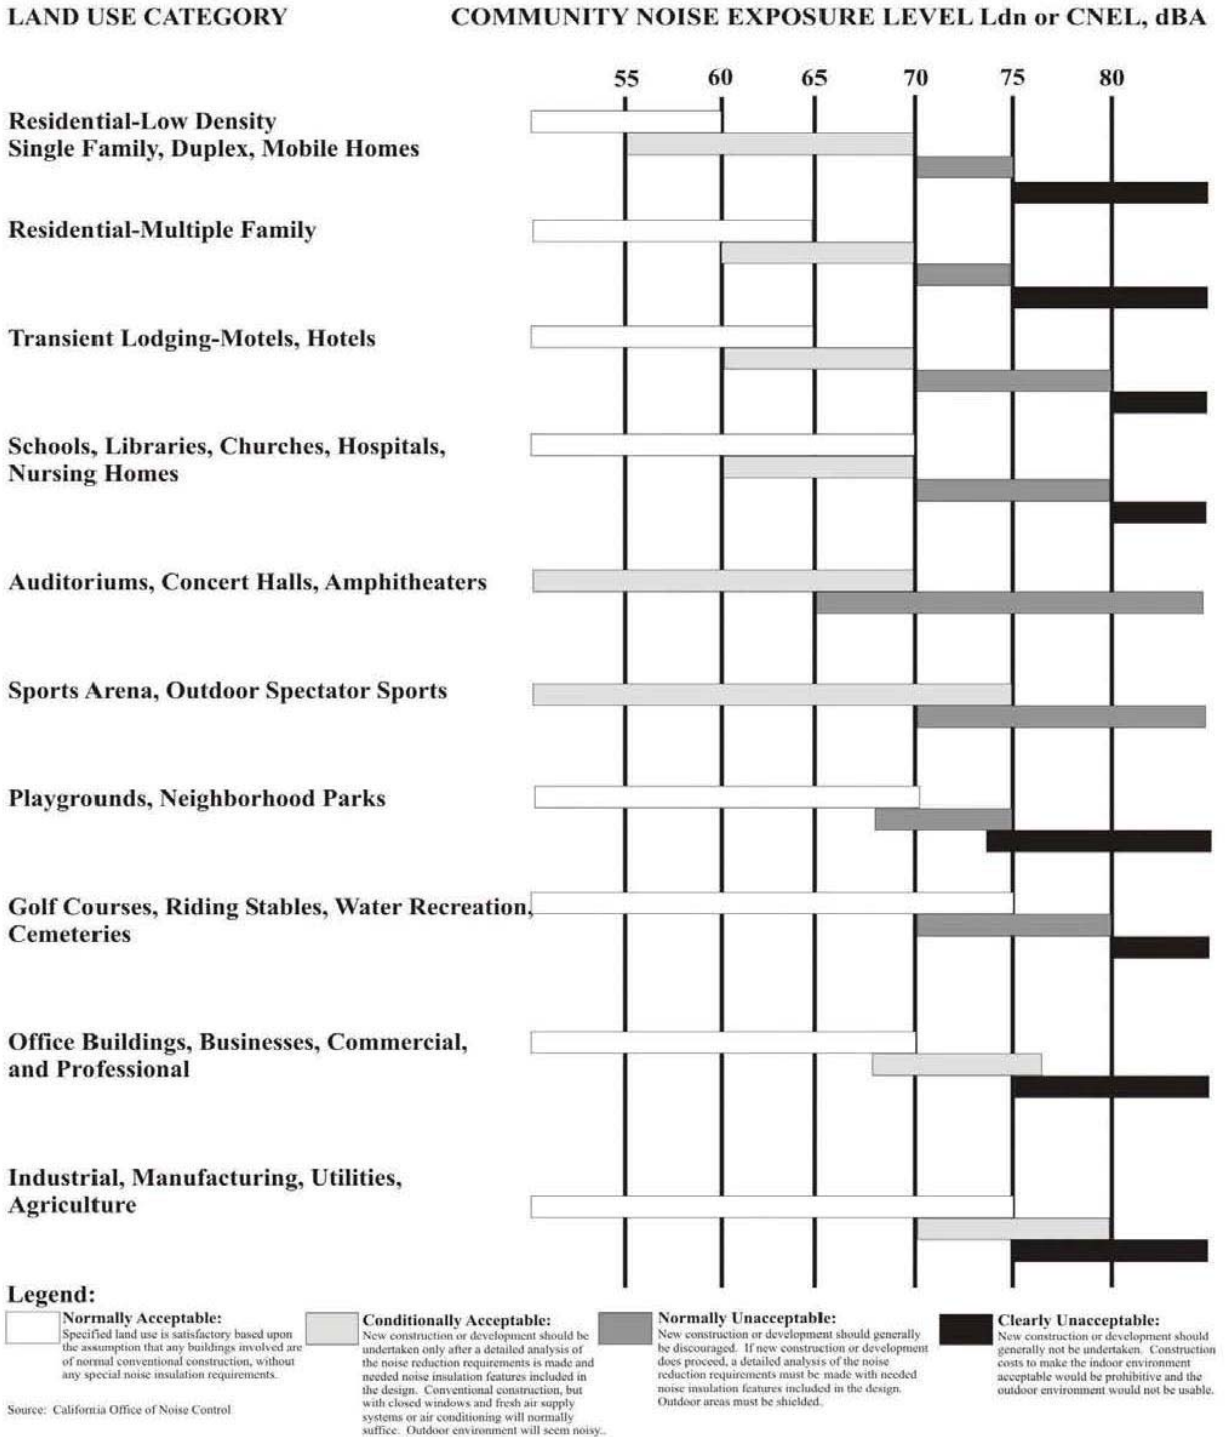 LAND USE CATEGORY
COMMUNITY NOISE EXPOSURE LEVEL Ldn or CNEL, dBA
55 60 65 70 75 80
Residential-Low Density
Single Family, Duplex, Mobile Homes
Residential-Multiple Family
Transient Lodging-Motels, Hotels
Schools, Libraries, Churches, Hospitals,
Nursing Homes
Auditoriums, Concert Halls, Amphitheaters
Sports Arena, Outdoor Spectator Sports
Playgrounds, Neighborhood Parks
Golf Courses, Riding Stables, Water Recreation,
Cemeteries
Office Buildings, Businesses, Commercial,
and Professional
Industrial, Manufacturing, Utilities,
Agriculture
Legend:
Normally Acceptable:
Specified land use is satisfactory based upon
the assumption that any buildings involved are
of normal conventional construction, without
any special noise insulation requirements.
Conditionally Acceptable:
New construction or development should be
undertaken only after a detailed analysis of
the noise reduction requirements is made and
needed noise insulation features included in
the design. Conventional construction, but
with closed windows and fresh air supply
systems or air conditioning will normally
suffice. Outdoor environment will seem noisy..
Normally Unacceptable:
New construction or development should generally
be discouraged. If new construction or development
does proceed, a detailed analysis of the noise
reduction requirements must be made with needed
noise insulation features included in the design.
Outdoor areas must be shielded.
Clearly Unacceptable:
New construction or development should
generally not be undertaken. Construction
costs to make the indoor environment
acceptable would be prohibitive and the
outdoor environment would not be usable.
Source: California Office of Noise Control